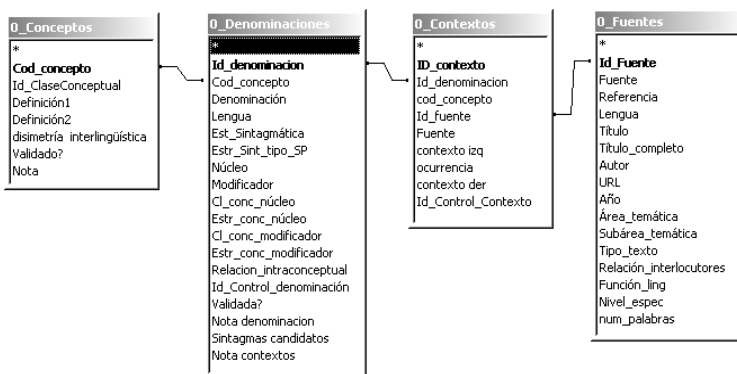 0_Conceptos
*
Cod_concepto
Id_ClaseConceptual
Definición1
Definición2
disimetría interlingüística
Validado?
Nota
0_Denominaciones
*
Id_denominacion
Cod_concepto
Denominación
Lengua
Est_Sintagmática
Estr_Sint_tipo_SP
Núcleo
Modificador
Cl_conc_núcleo
Estr_conc_núcleo
Cl_conc_modificador
Estr_conc_modificador
Relacion_intraconceptual
Id_Control_denominación
Validada?
Nota denominacion
Sintagmas candidatos
Nota contextos
0_Contextos
*
ID_contexto
Id_denominacion
cod_concepto
Id_fuente
Fuente
contexto izq
ocurrencia
contexto der
Id_Control_Contexto
0_Fuentes
*
Id_Fuente
Fuente
Referencia
Lengua
Título
Título_completo
Autor
URL
Año
Área_temática
Subárea_temática
Tipo_texto
Relación_interlocutores
Función_ling
Nivel_espec
num_palabras